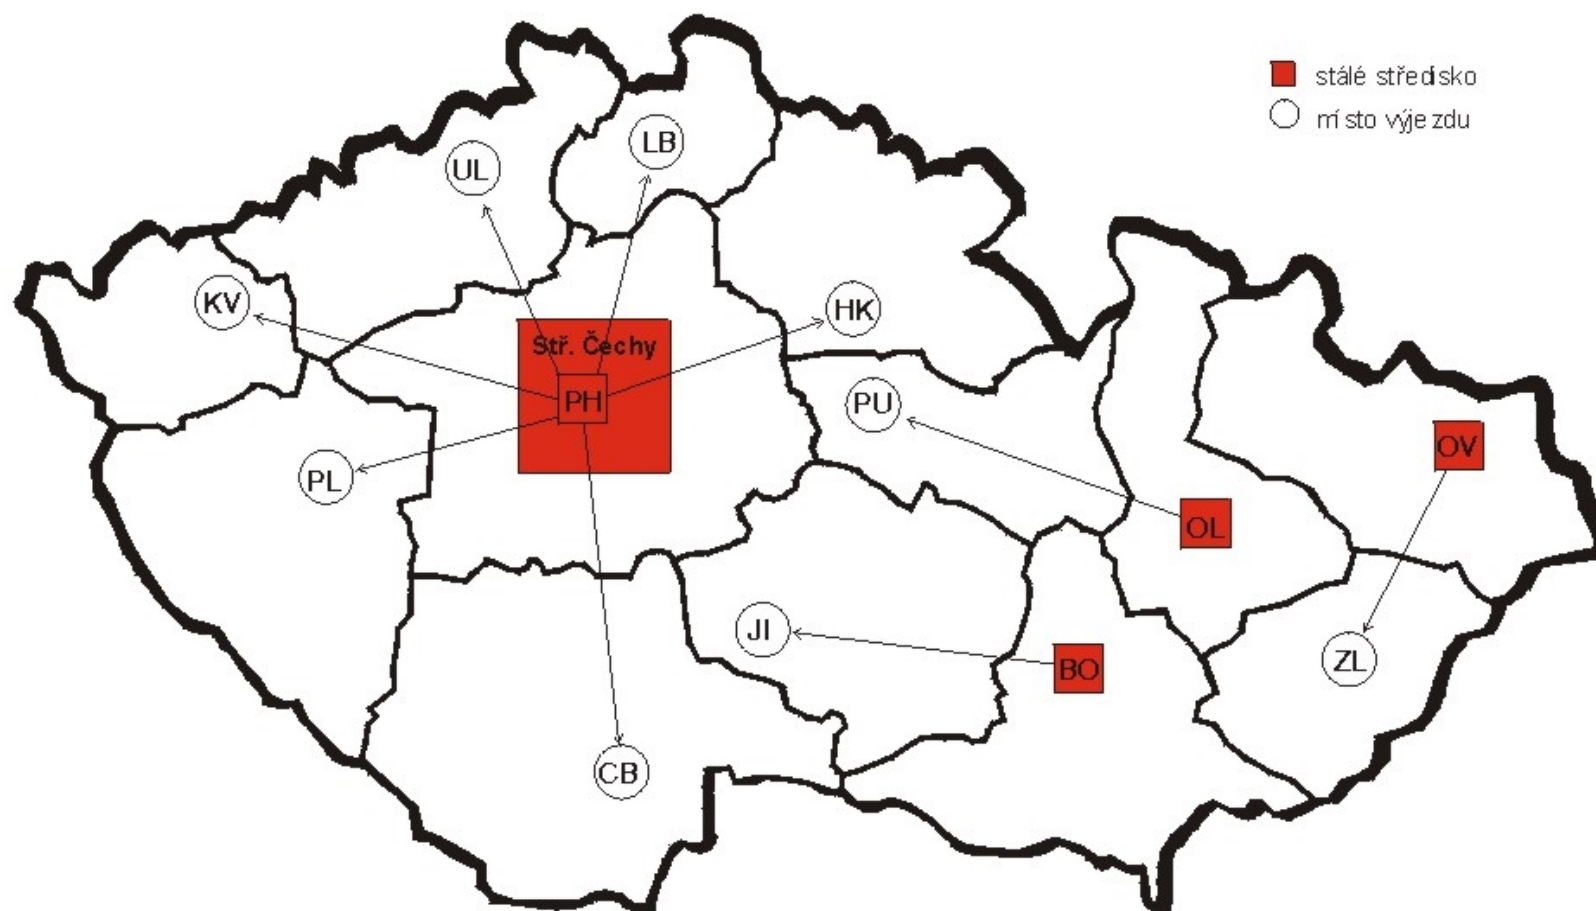 stálé středisko
místo výjezdu
LB
UL
KV
HK
Stř. Čechy
PH
PU
OV
PL
OL
JI
BO
ZL
CB